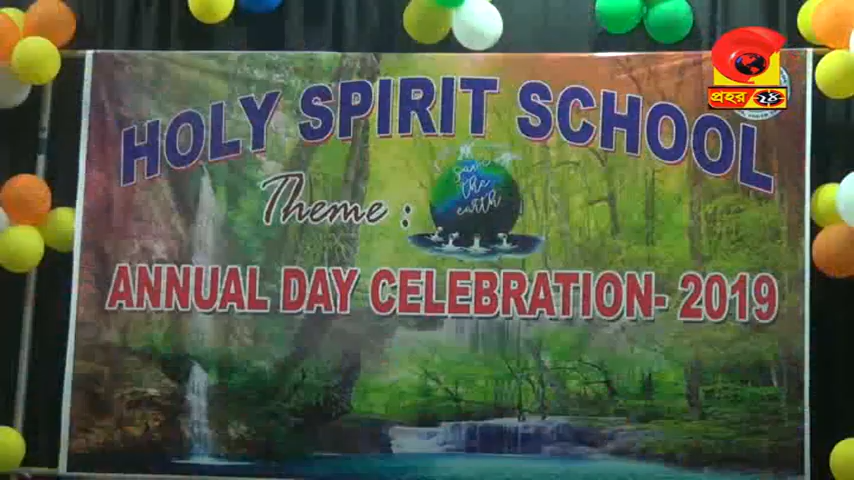 প্রহর ২৪
HOLY SPIRIT SCHOOL
Theme :
save
the
earth
ANNUAL DAY CELEBRATION- 2019